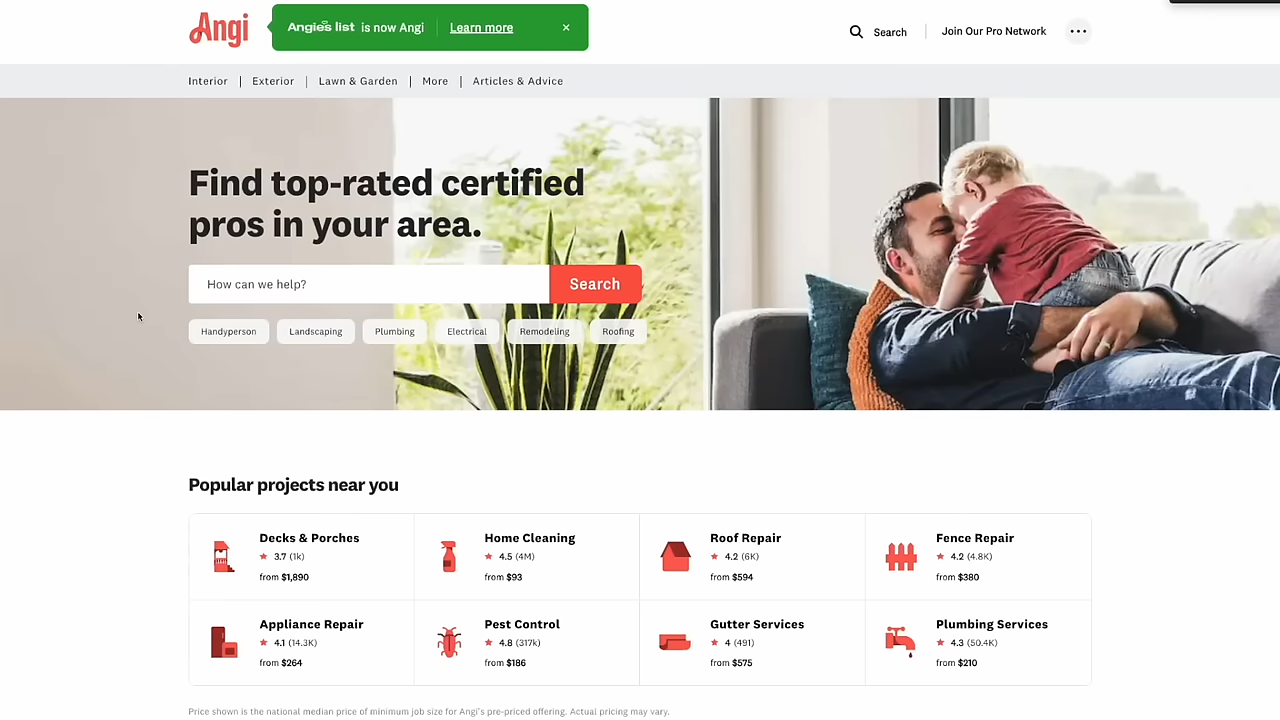 Angi
Angie's list is now Angi
Learn more
×
Search
Join Our Pro Network
Interior | Exterior | Lawn & Garden | More | Articles & Advice
Find top-rated certified
pros in your area.
How can we help?
Search
Handyperson
Landscaping
Plumbing
Electrical
Remodeling
Roofing
Popular projects near you
Decks & Porches
3.7 (1k)
from $1,890
Home Cleaning
4.5 (4M)
from $93
Roof Repair
4.2 (6K)
from $594
Fence Repair
4.2 (4.8K)
from $380
Appliance Repair
4.1 (14.3K)
from $264
Pest Control
4.8 (317k)
from $186
Gutter Services
4 (491)
from $575
Plumbing Services
4.3 (50.4K)
from $210
Price shown is the national median price of minimum job size for Angi's pre-priced offering. Actual pricing may vary.